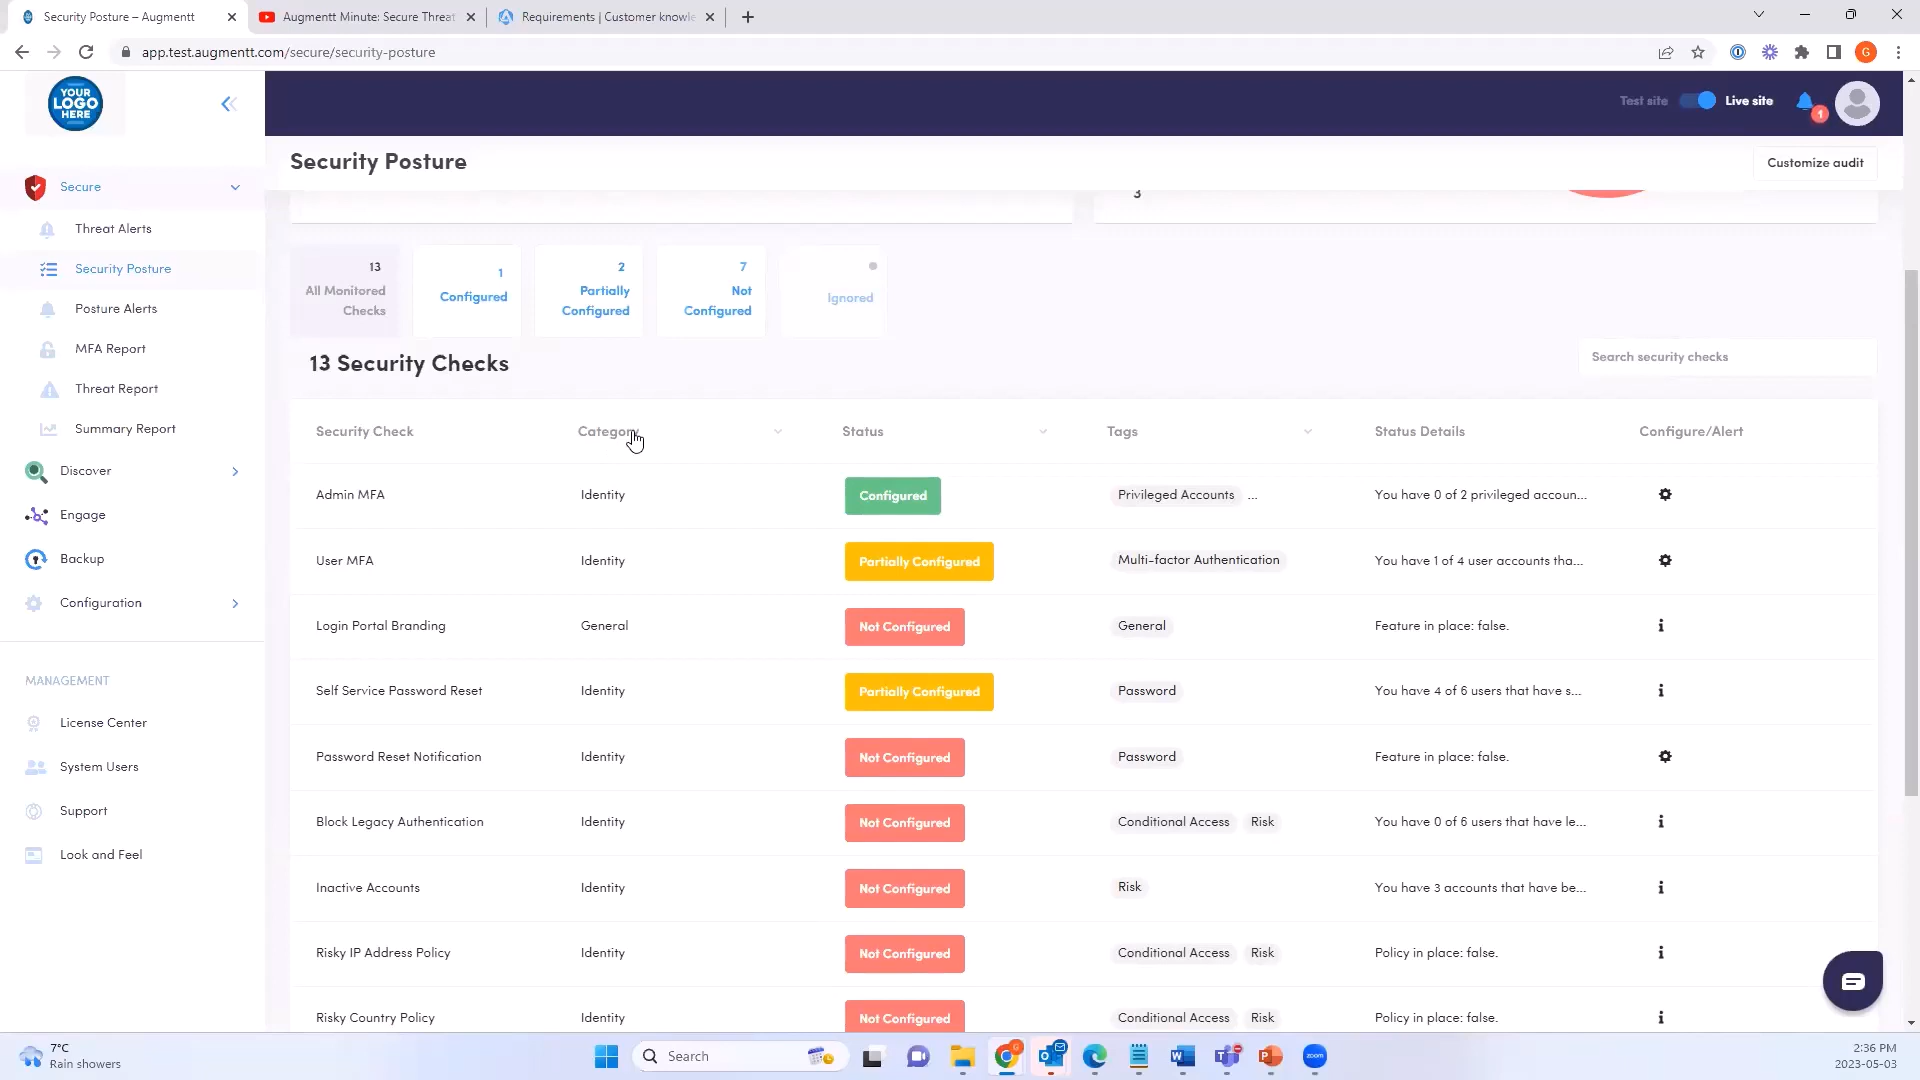 Security Posture – Augmentt
Augmentt Minute: Secure Threat
Requirements | Customer knowle
app.test.augmentt.com/secure/security-posture
G
YOUR
LOGO
HERE
Test site
Live site
1
Security Posture
Customize audit
Secure
Threat Alerts
Security Posture
Posture Alerts
MFA Report
Threat Report
Summary Report
Discover
Engage
Backup
Configuration
MANAGEMENT
License Center
System Users
Support
Look and Feel
3
13
All Monitored
Checks
1
Configured
2
Partially
Configured
7
Not
Configured
Ignored
13 Security Checks
Search security checks
Security Check Category Status Tags Status Details Configure/Alert
Admin MFA Identity Configured Privileged Accounts ... You have 0 of 2 privileged accoun...
User MFA Identity Partially Configured Multi-factor Authentication You have 1 of 4 user accounts tha...
Login Portal Branding General Not Configured General Feature in place: false.
Self Service Password Reset Identity Partially Configured Password You have 4 of 6 users that have s...
Password Reset Notification Identity Not Configured Password Feature in place: false.
Block Legacy Authentication Identity Not Configured Conditional Access Risk You have 0 of 6 users that have le...
Inactive Accounts Identity Not Configured Risk You have 3 accounts that have be...
Risky IP Address Policy Identity Not Configured Conditional Access Risk Policy in place: false.
Risky Country Policy Identity Not Configured Conditional Access Risk Policy in place: false.
7°C
Rain showers
Search
zoom
2:36 PM
2023-05-03